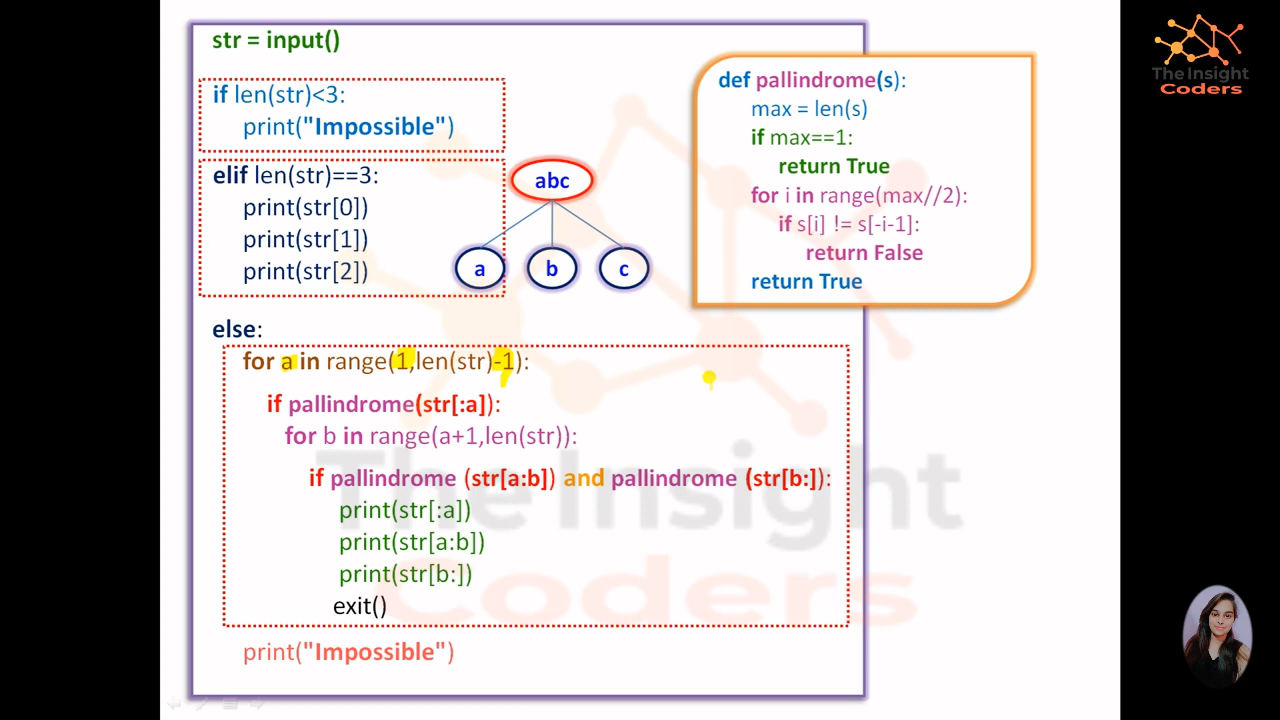 str = input()
if len(str)<3:
print("Impossible")
elif len(str)==3:
print(str[0])
print(str[1])
print(str[2])
abc
a
b
c
def pallindrome(s):
max = len(s)
if max==1:
return True
for i in range(max//2):
if s[i] != s[-i-1]:
return False
return True
else:
for a in range(1,len(str)-1):
if pallindrome(str[:a]):
for b in range(a+1,len(str)):
if pallindrome (str[a:b]) and pallindrome (str[b:]):
print(str[:a])
print(str[a:b])
print(str[b:])
exit()
print("Impossible")
The Insight
Coders
The Insight
Coders